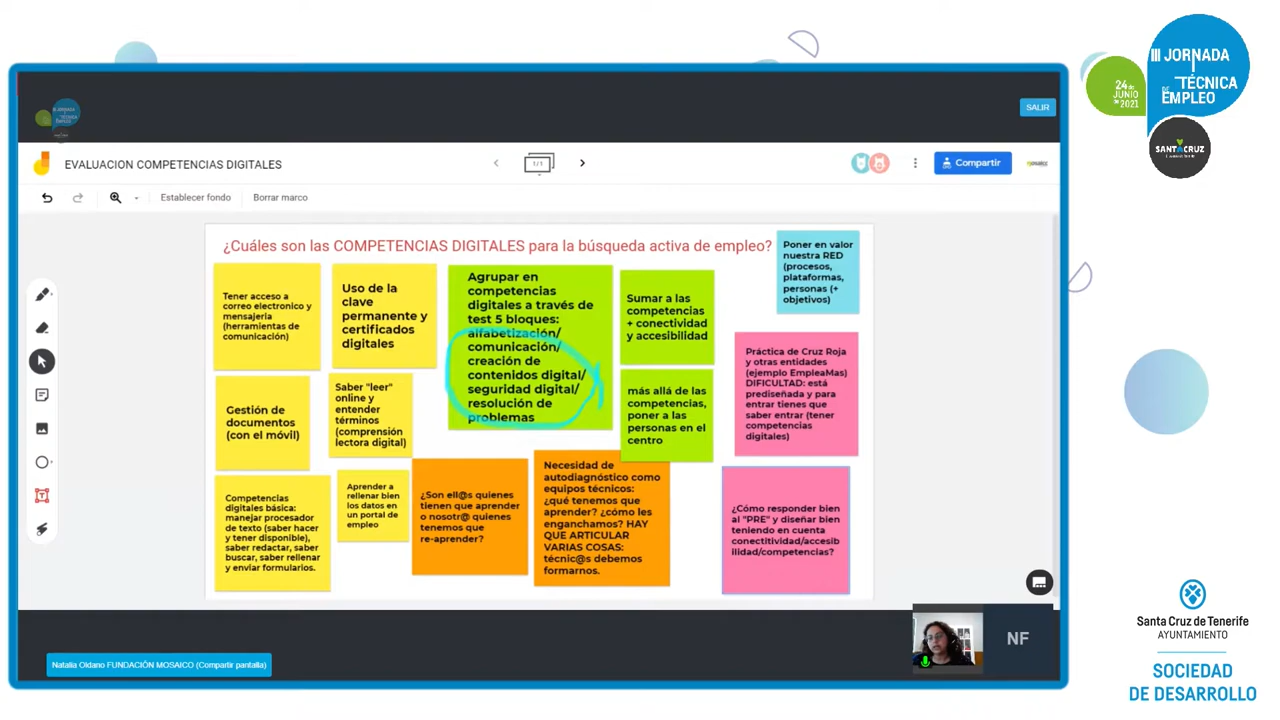 III JORNADA
TÉCNICA
DE EMPLEO
24 de
JUNIO
de 2021
SANTA CRUZ
SALIR
EVALUACION COMPETENCIAS DIGITALES
1/1
Compartir
Establecer fondo
Borrar marco
¿Cuáles son las COMPETENCIAS DIGITALES para la búsqueda activa de empleo?
Tener acceso a
correo electronico y
mensajeria
(herramientas de
comunicación)
Uso de la
clave
permanente y
certificados
digitales
Agrupar en
competencias
digitales a través de
test 5 bloques:
alfabetización/
comunicación/
creación de
contenidos digital/
seguridad digital/
resolución de
problemas
Sumar a las
competencias
+ conectividad
y accesibilidad
Poner en valor
nuestra RED
(procesos,
plataformas,
personas (+
objetivos)
Gestión de
documentos
(con el móvil)
Saber "leer"
online y
entender
términos
(comprensión
lectora digital)
más allá de las
competencias,
poner a las
personas en el
centro
Práctica de Cruz Roja
y otras entidades
(ejemplo EmpleaMas)
DIFICULTAD: está
prediseñada y para
entrar tienes que
saber entrar (tener
competencias
digitales)
Competencias
digitales básica:
manejar procesador
de texto (saber hacer
y tener disponible),
saber redactar, saber
buscar, saber rellenar
y enviar formularios.
Aprender a
rellenar bien
los datos en
un portal de
empleo
¿Son ell@s quienes
tienen que aprender
o nosotr@ quienes
tenemos que
re-aprender?
Necesidad de
autodiagnóstico como
equipos técnicos:
¿qué tenemos que
aprender? ¿cómo les
enganchamos? HAY
QUE ARTICULAR
VARIAS COSAS:
técnic@s debemos
formarnos.
¿Cómo responder bien
al "PRE" y diseñar bien
teniendo en cuenta
conectitividad/accesib
ilidad/competencias?
NF
Natalia Oldano FUNDACIÓN MOSAICO (Compartir pantalla)
Santa Cruz de Tenerife
AYUNTAMIENTO
SOCIEDAD
DE DESARROLLO